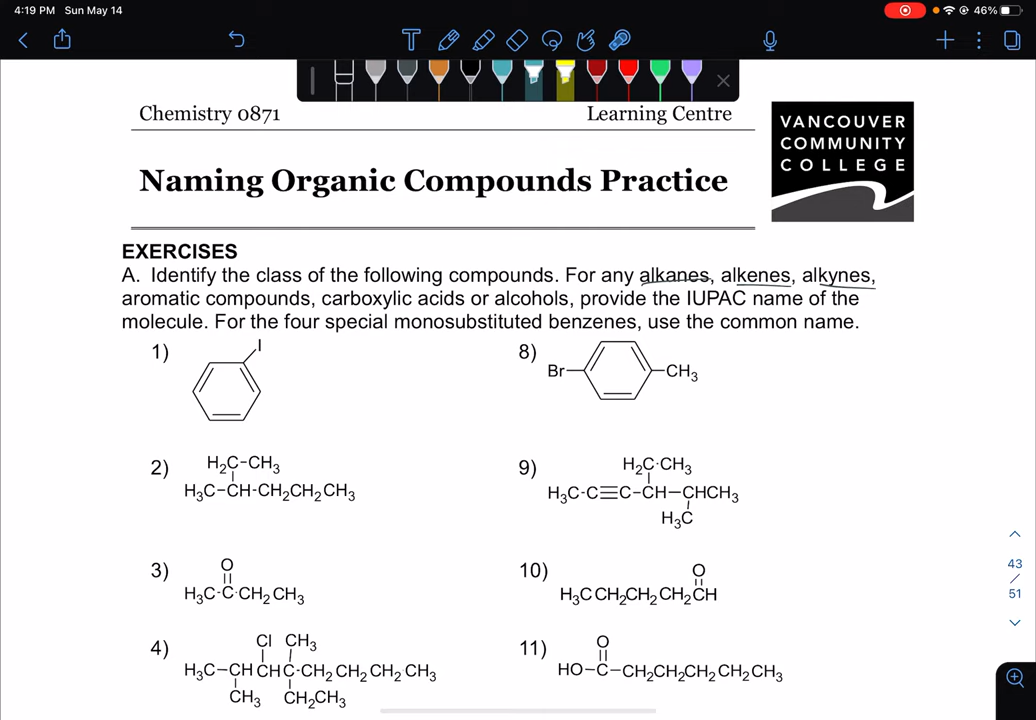 4:19 PM Sun May 14
46%
Chemistry 0871
Learning Centre
VANCOUVER
COMMUNITY
COLLEGE
Naming Organic Compounds Practice
EXERCISES
A. Identify the class of the following compounds. For any alkanes, alkenes, alkynes,
aromatic compounds, carboxylic acids or alcohols, provide the IUPAC name of the
molecule. For the four special monosubstituted benzenes, use the common name.
1)
I
8)
Br
CH3
2)
H2C-CH3
H3C-CH-CH2CH2CH3
9)
H2C·CH3
H3C-C≡C-CH-CHCH3
H3C
3)
O
H3C-C-CH2CH3
10)
O
H3C CH2CH2CH2CH
4)
Cl CH3
H3C-CH CH C-CH2CH2CH2CH3
CH3 CH2CH3
11)
O
HO-C-CH2CH2CH2CH2CH3
43
/
51